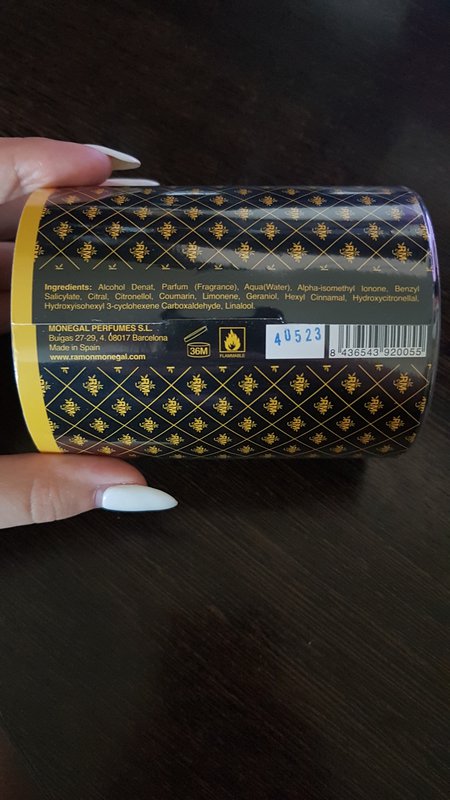 Ingredients: Alcohol Denat, Parfum (Fragrance), Aqua(Water), Alpha-isomethyl Ionone, Benzyl
Salicylate, Citral, Citronellol, Coumarin, Limonene, Geraniol, Hexyl Cinnamal, Hydroxycitronellal,
Hydroxyisohexyl 3-cyclohexene Carboxaldehyde, Linalool.
MONEGAL PERFUMES S.L.
Buigas 27-29, 4. 08017 Barcelona
Made in Spain
www.ramonmonegal.com
36M
FLAMMABLE
40523
8 436543 920055